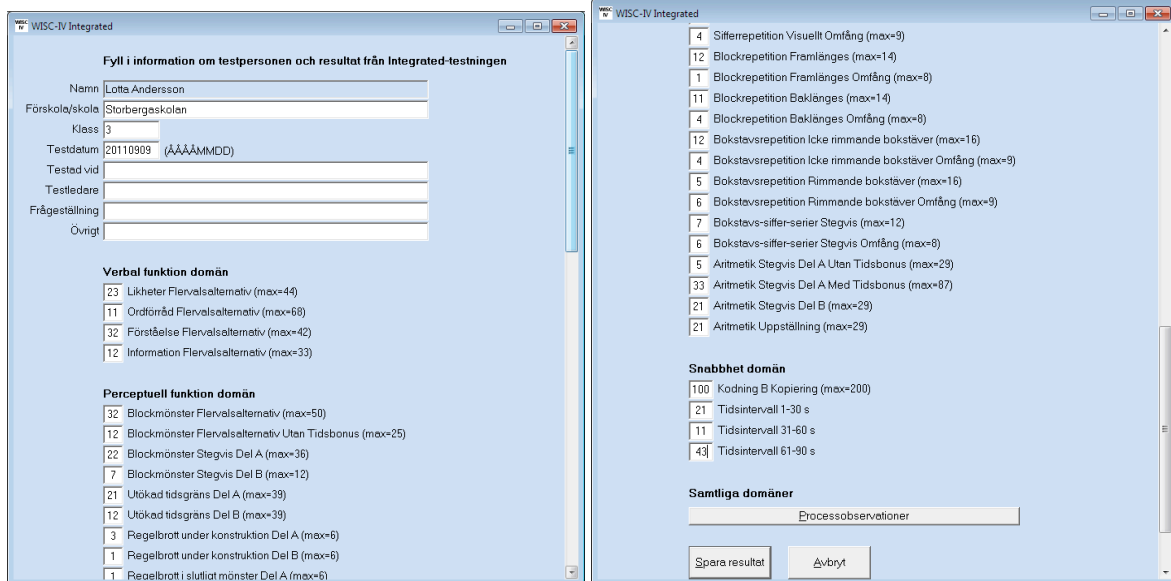 WISC-IV Integrated
Fyll i information om testpersonen och resultat från Integrated-testningen
Namn Lotta Andersson
Förskola/skola Storbergaskolan
Klass 3
Testdatum 20110909 (ÅÅÅÅMMDD)
Testad vid
Testledare
Frågeställning
Övrigt
Verbal funktion domän
23 Likheter Flervalsalternativ (max=44)
11 Ordförråd Flervalsalternativ (max=68)
32 Förståelse Flervalsalternativ (max=42)
12 Information Flervalsalternativ (max=33)
Perceptuell funktion domän
32 Blockmönster Flervalsalternativ (max=50)
12 Blockmönster Flervalsalternativ Utan Tidsbonus (max=25)
22 Blockmönster Stegvis Del A (max=36)
7 Blockmönster Stegvis Del B (max=12)
21 Utökad tidsgräns Del A (max=39)
12 Utökad tidsgräns Del B (max=39)
3 Regelbrott under konstruktion Del A (max=6)
1 Regelbrott under konstruktion Del B (max=6)
1 Regelbrott i slutligt mönster Del A (max=6)
WISC-IV Integrated
4 Sifferrepetition Visuellt Omfång (max=9)
12 Blockrepetition Framlänges (max=14)
1 Blockrepetition Framlänges Omfång (max=8)
11 Blockrepetition Baklänges (max=14)
4 Blockrepetition Baklänges Omfång (max=8)
12 Bokstavsrepetition Icke rimmande bokstäver (max=16)
4 Bokstavsrepetition Icke rimmande bokstäver Omfång (max=9)
5 Bokstavsrepetition Rimmande bokstäver (max=16)
6 Bokstavsrepetition Rimmande bokstäver Omfång (max=9)
7 Bokstavs-siffer-serier Stegvis (max=12)
6 Bokstavs-siffer-serier Stegvis Omfång (max=8)
5 Aritmetik Stegvis Del A Utan Tidsbonus (max=29)
33 Aritmetik Stegvis Del A Med Tidsbonus (max=87)
21 Aritmetik Stegvis Del B (max=29)
21 Aritmetik Uppställning (max=29)
Snabbhet domän
100 Kodning B Kopiering (max=200)
21 Tidsintervall 1-30 s
11 Tidsintervall 31-60 s
43 Tidsintervall 61-90 s
Samtliga domäner
Processobservationer
Spara resultat Avbryt